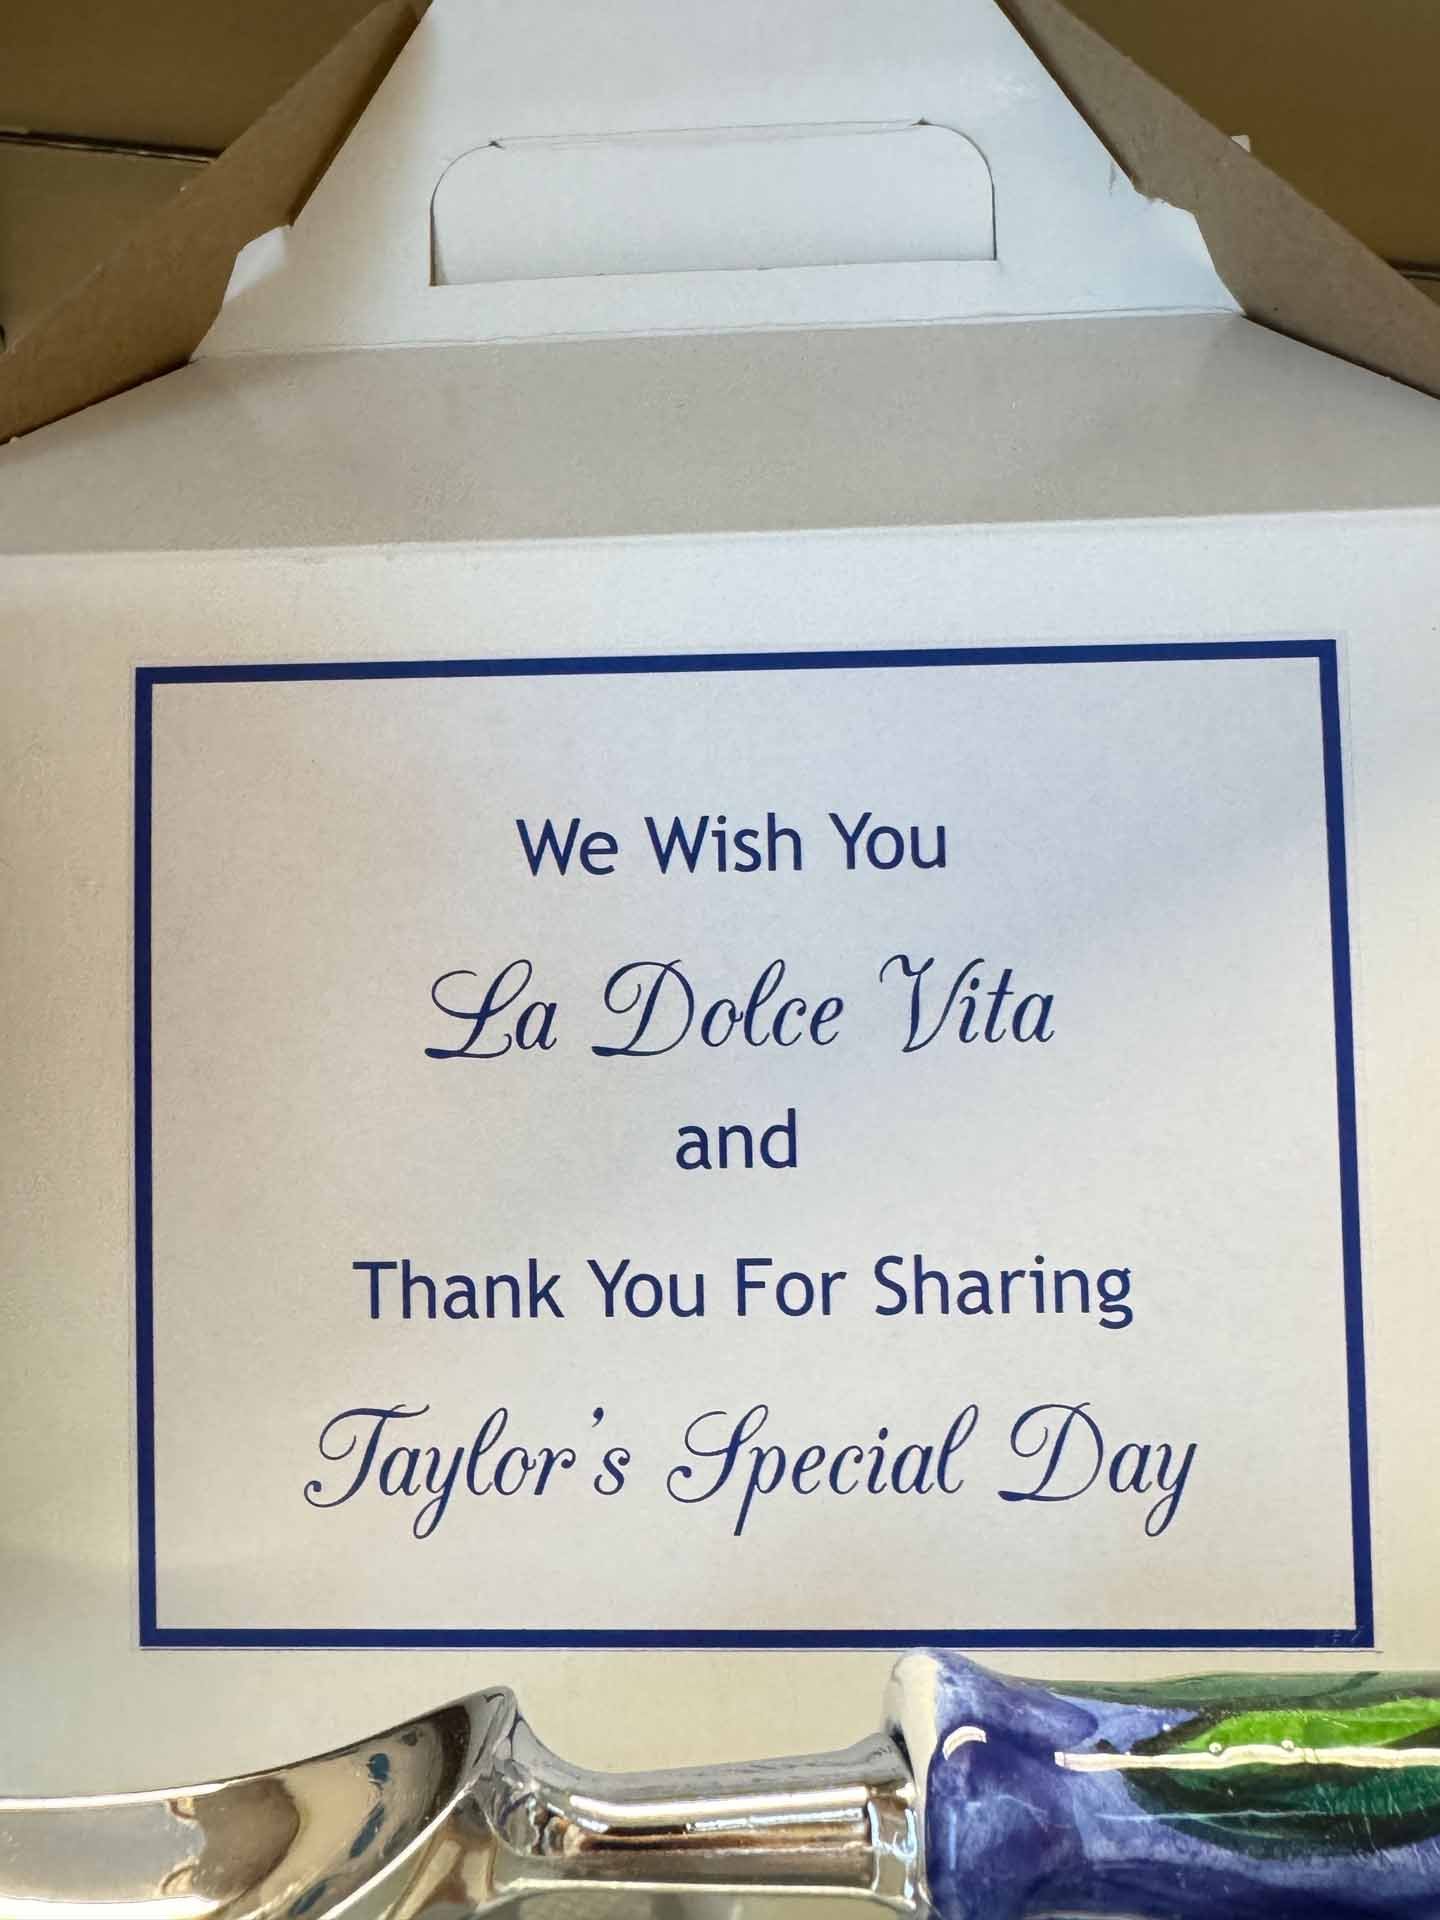 We Wish You
La Dolce Vita
and
Thank You For Sharing
Taylor's Special Day